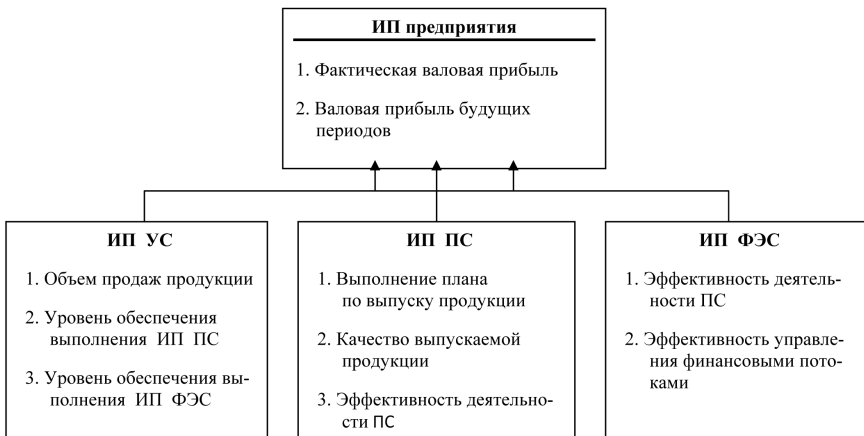 ИП предприятия
1. Фактическая валовая прибыль
2. Валовая прибыль будущих
периодов
ИП УС
1. Объем продаж продукции
2. Уровень обеспечения
выполнения ИП ПС
3. Уровень обеспечения вы-
полнения ИП ФЭС
ИП ПС
1. Выполнение плана
по выпуску продукции
2. Качество выпускаемой
продукции
3. Эффективность деятельно-
сти ПС
ИП ФЭС
1. Эффективность деятель-
ности ПС
2. Эффективность управле-
ния финансовыми пото-
ками